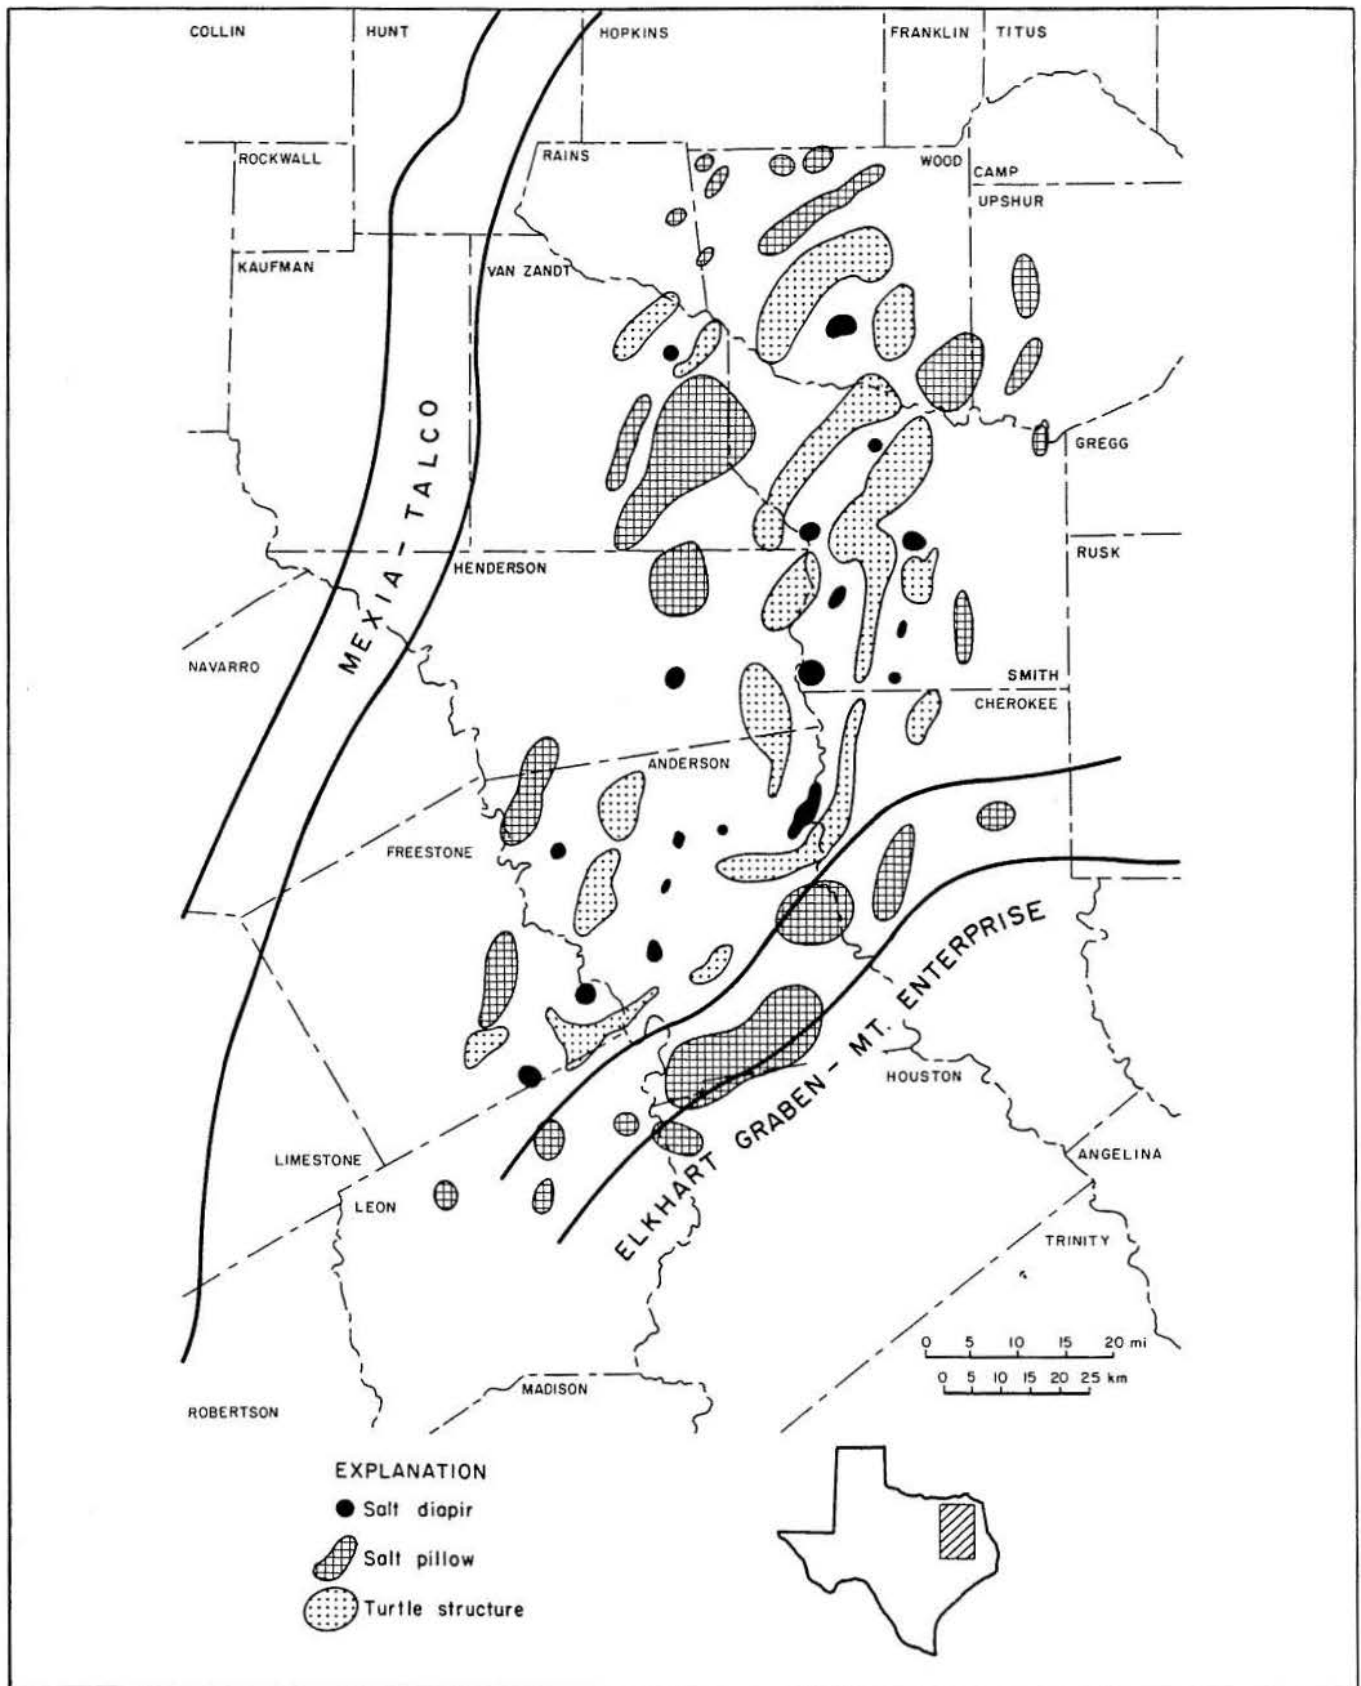 COLLIN
HUNT
HOPKINS
FRANKLIN
TITUS
ROCKWALL
RAINS
WOOD
CAMP
UPSHUR
KAUFMAN
VAN ZANDT
MEXIA - TALCO
GREGG
HENDERSON
RUSK
NAVARRO
SMITH
CHEROKEE
ANDERSON
FREESTONE
ELKHART GRABEN - MT. ENTERPRISE
HOUSTON
LIMESTONE
ANGELINA
LEON
TRINITY
0 5 10 15 20 mi
0 5 10 15 20 25 km
MADISON
ROBERTSON
EXPLANATION
Salt diapir
Salt pillow
Turtle structure